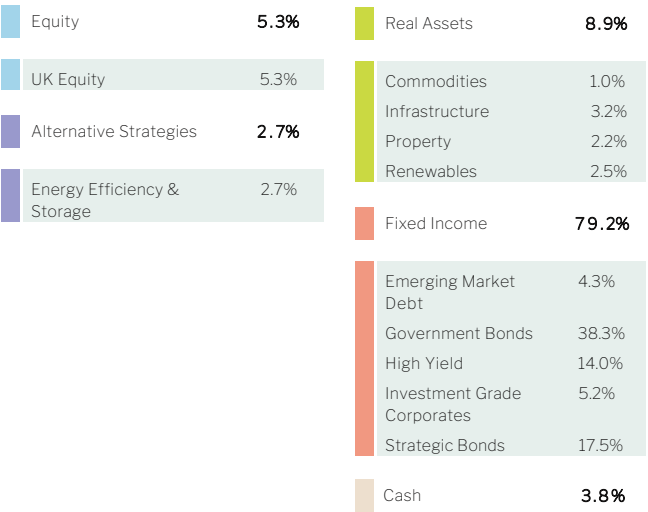 Equity 5.3%
UK Equity 5.3%
Alternative Strategies 2.7%
Energy Efficiency & 2.7%
Storage
Real Assets 8.9%
Commodities 1.0%
Infrastructure 3.2%
Property 2.2%
Renewables 2.5%
Fixed Income 79.2%
Emerging Market 4.3%
Debt
Government Bonds 38.3%
High Yield 14.0%
Investment Grade 5.2%
Corporates
Strategic Bonds 17.5%
Cash 3.8%